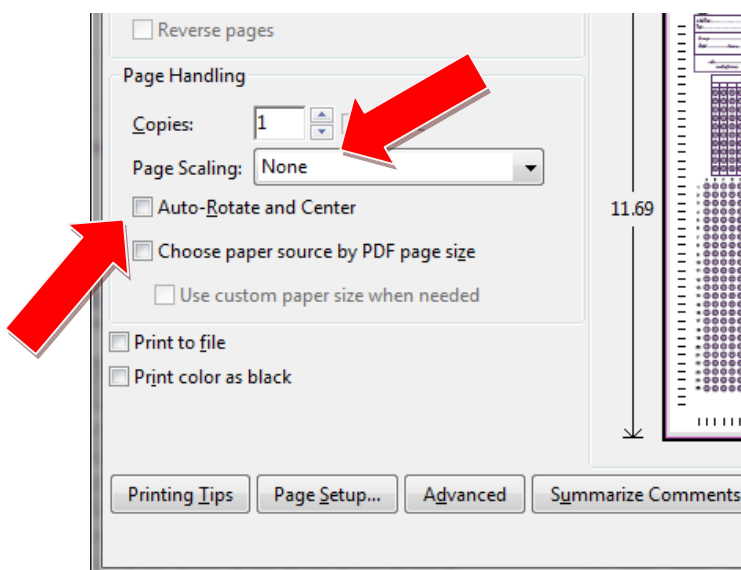 Reverse pages
Page Handling
Copies: 1
Page Scaling: None
Auto-Rotate and Center
11.69
Choose paper source by PDF page size
Use custom paper size when needed
Print to file
Print color as black
Printing Tips Page Setup... Advanced Summarize Comments